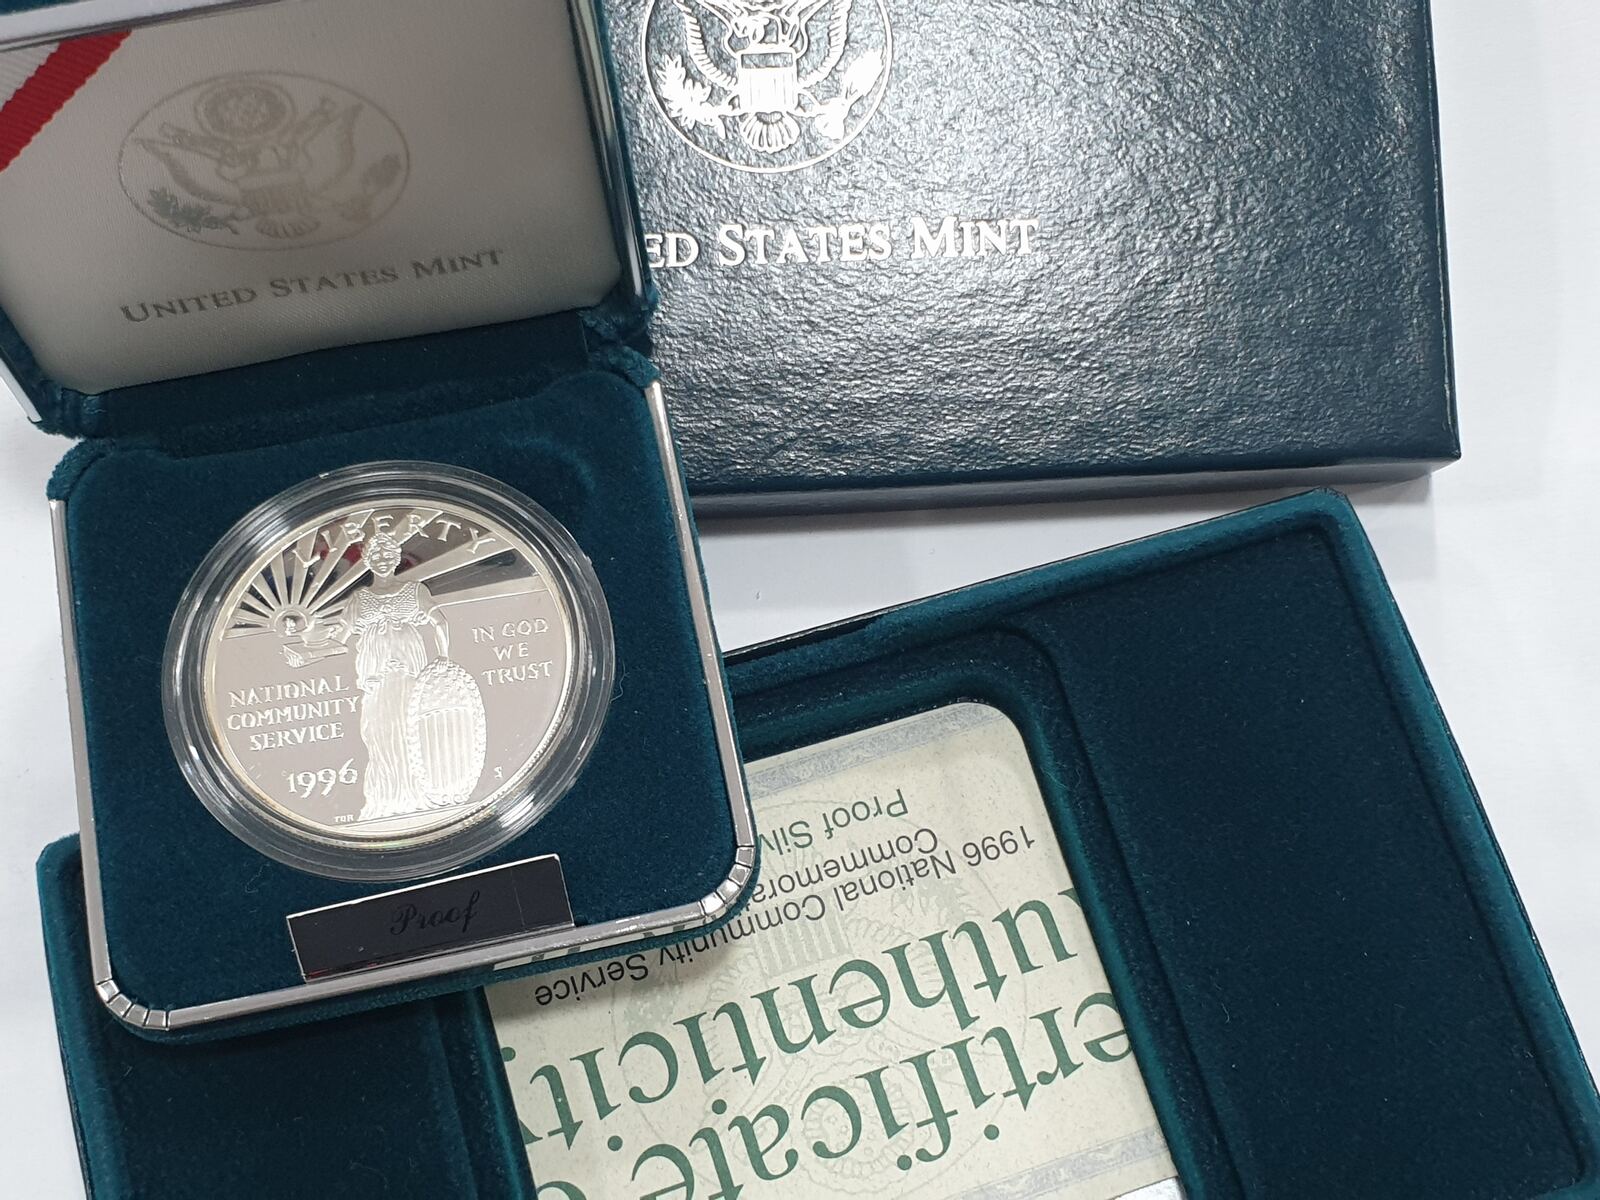 UNITED STATES MINT
ED STATES MINT
LIBERTY
IN GOD
WE
TRUST
NATIONAL
COMMUNITY
SERVICE
1996
S
TDR
Proof
ertificate
uthenticity
1996 National Community Service
Commemora
Proof Silv